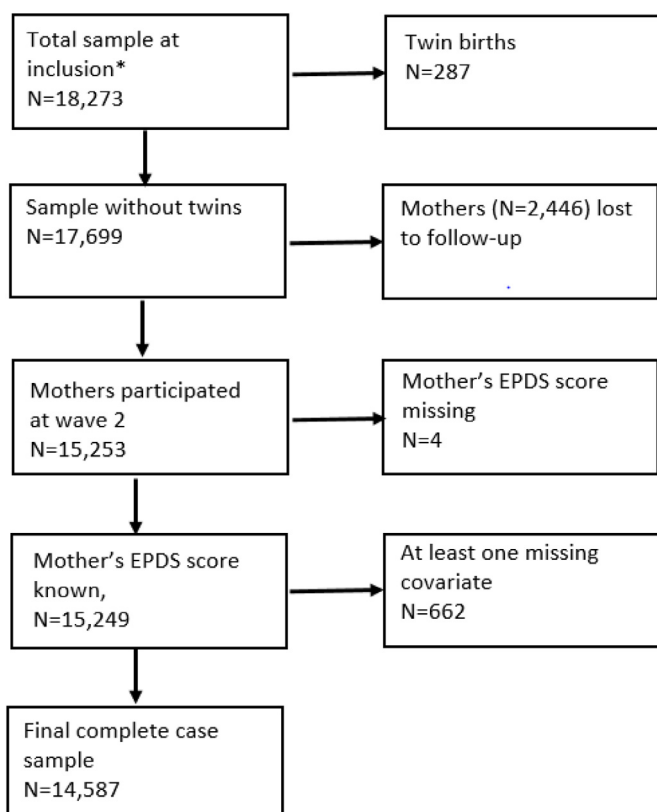 Total sample at
inclusion*
N=18,273
Twin births
N=287
Sample without twins
N=17,699
Mothers (N=2,446) lost
to follow-up
Mothers participated
at wave 2
N=15,253
Mother’s EPDS score
missing
N=4
Mother’s EPDS score
known,
N=15,249
At least one missing
covariate
N=662
Final complete case
sample
N=14,587